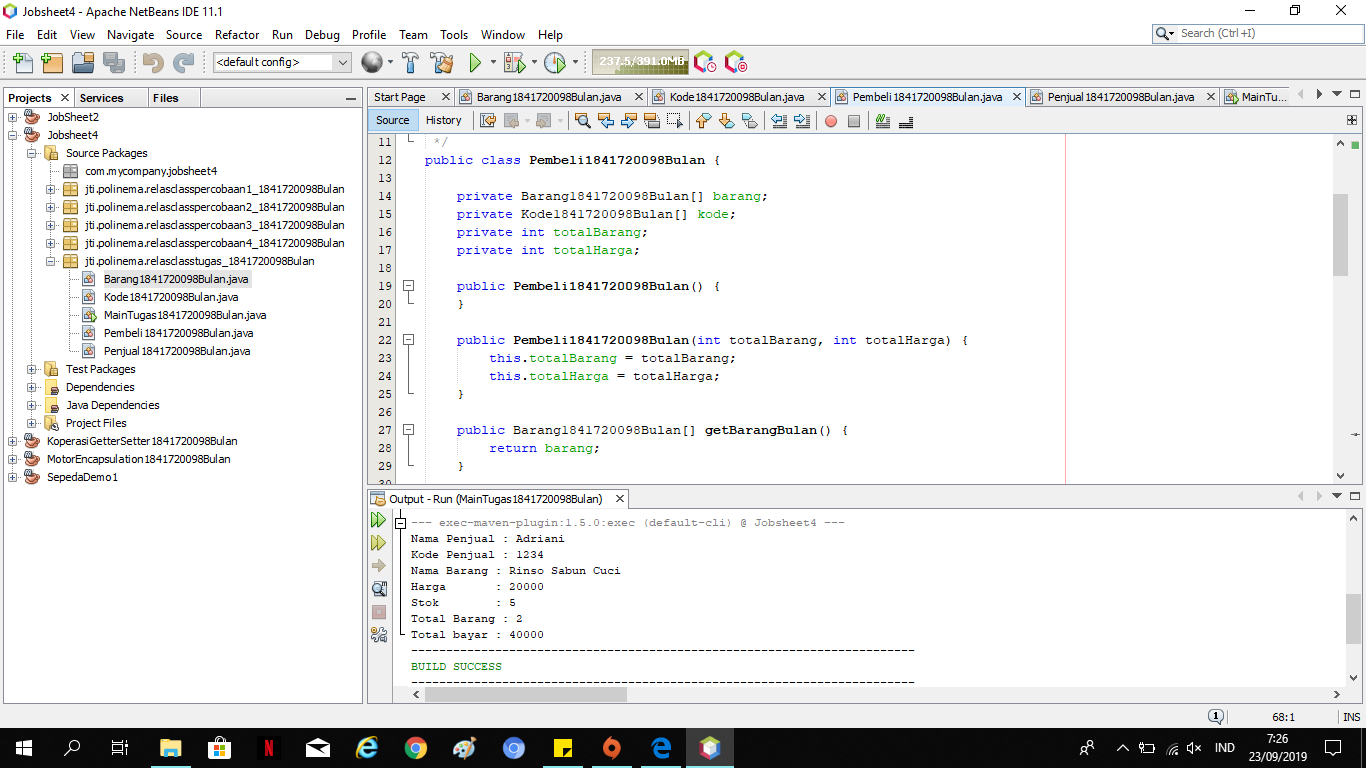 Jobsheet4 - Apache NetBeans IDE 11.1
File Edit View Navigate Source Refactor Run Debug Profile Team Tools Window Help
Search (Ctrl+I)
<default config>
237.5/391.0MB
Projects Services Files
JobSheet2
Jobsheet4
Source Packages
com.mycompany.jobsheet4
jti.polinema.relasclasspercobaan1_1841720098Bulan
jti.polinema.relasclasspercobaan2_1841720098Bulan
jti.polinema.relasclasspercobaan3_1841720098Bulan
jti.polinema.relasclasspercobaan4_1841720098Bulan
jti.polinema.relasclasstugas_1841720098Bulan
Barang1841720098Bulan.java
Kode1841720098Bulan.java
MainTugas1841720098Bulan.java
Pembeli1841720098Bulan.java
Penjual1841720098Bulan.java
Test Packages
Dependencies
Java Dependencies
Project Files
KoperasiGetterSetter1841720098Bulan
MotorEncapsulation1841720098Bulan
SepedaDemo1
Start Page Barang1841720098Bulan.java Kode1841720098Bulan.java Pembeli1841720098Bulan.java Penjual1841720098Bulan.java MainTu...
Source History
11 */
12 public class Pembeli1841720098Bulan {
13
14 private Barang1841720098Bulan[] barang;
15 private Kode1841720098Bulan[] kode;
16 private int totalBarang;
17 private int totalHarga;
18
19 public Pembeli1841720098Bulan() {
20 }
21
22 public Pembeli1841720098Bulan(int totalBarang, int totalHarga) {
23 this.totalBarang = totalBarang;
24 this.totalHarga = totalHarga;
25 }
26
27 public Barang1841720098Bulan[] getBarangBulan() {
28 return barang;
29 }
30
Output - Run (MainTugas1841720098Bulan)
--- exec-maven-plugin:1.5.0:exec (default-cli) @ Jobsheet4 ---
Nama Penjual : Adriani
Kode Penjual : 1234
Nama Barang : Rinso Sabun Cuci
Harga : 20000
Stok : 5
Total Barang : 2
Total bayar : 40000
------------------------------------------------------------------------
BUILD SUCCESS
------------------------------------------------------------------------
1 68:1 INS
IND
7:26
23/09/2019